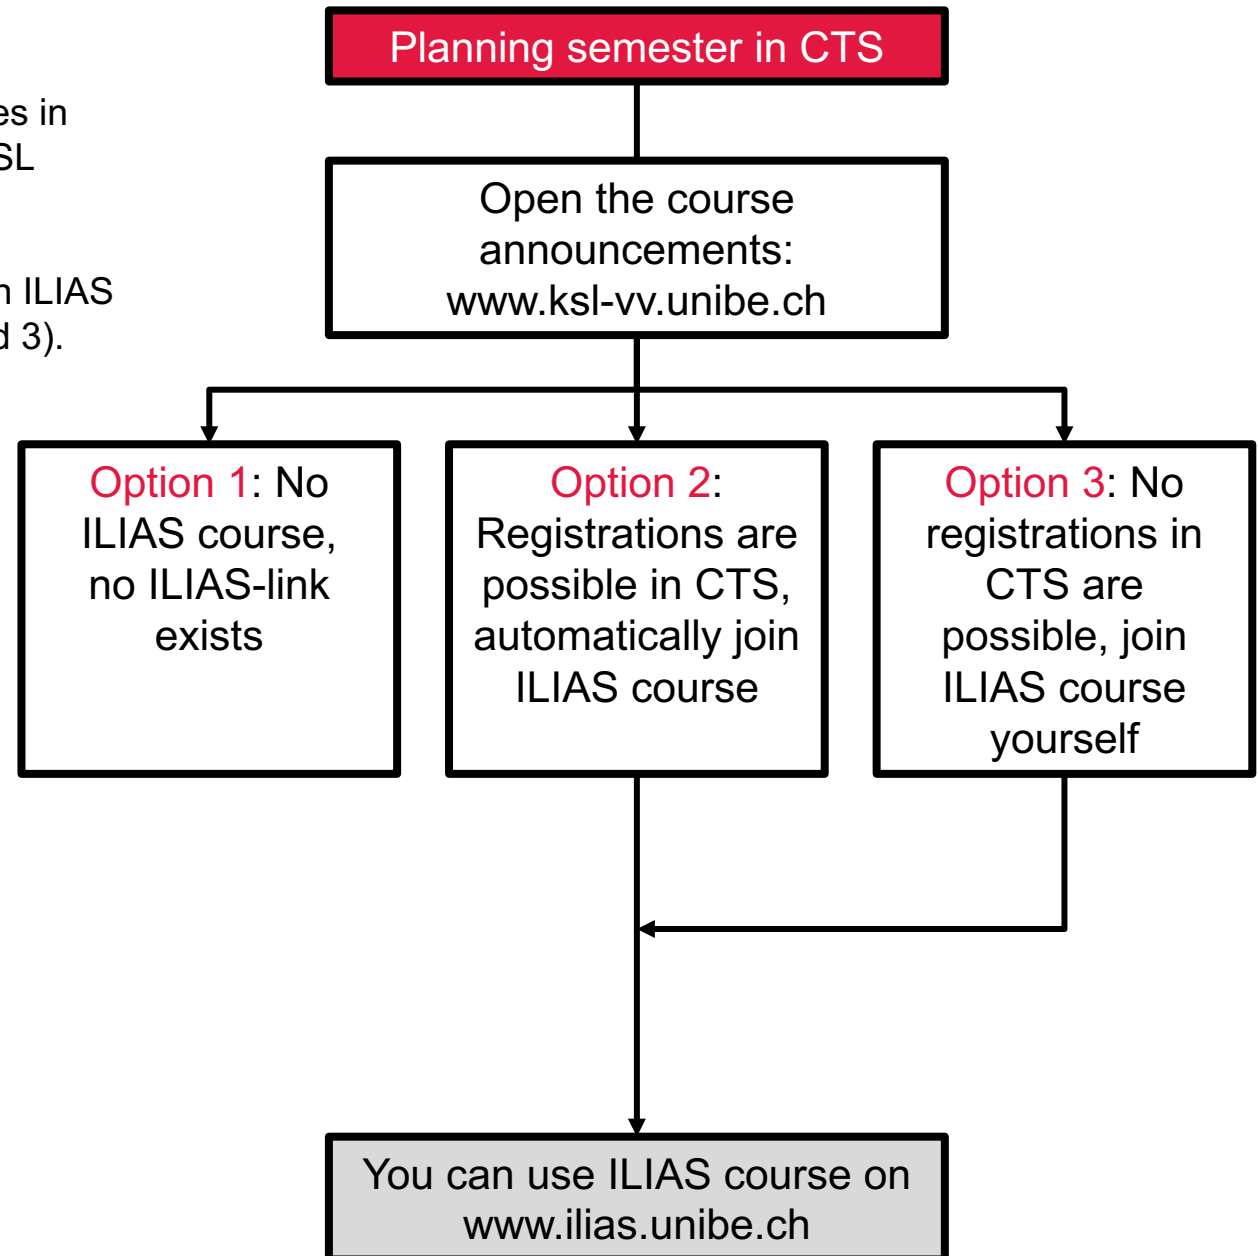 Planning semester in CTS
es in
SL
n ILIAS
d 3).
Open the course
announcements:
www.ksl-vv.unibe.ch
Option 1: No
ILIAS course,
no ILIAS-link
exists
Option 2:
Registrations are
possible in CTS,
automatically join
ILIAS course
Option 3: No
registrations in
CTS are
possible, join
ILIAS course
yourself
You can use ILIAS course on
www.ilias.unibe.ch